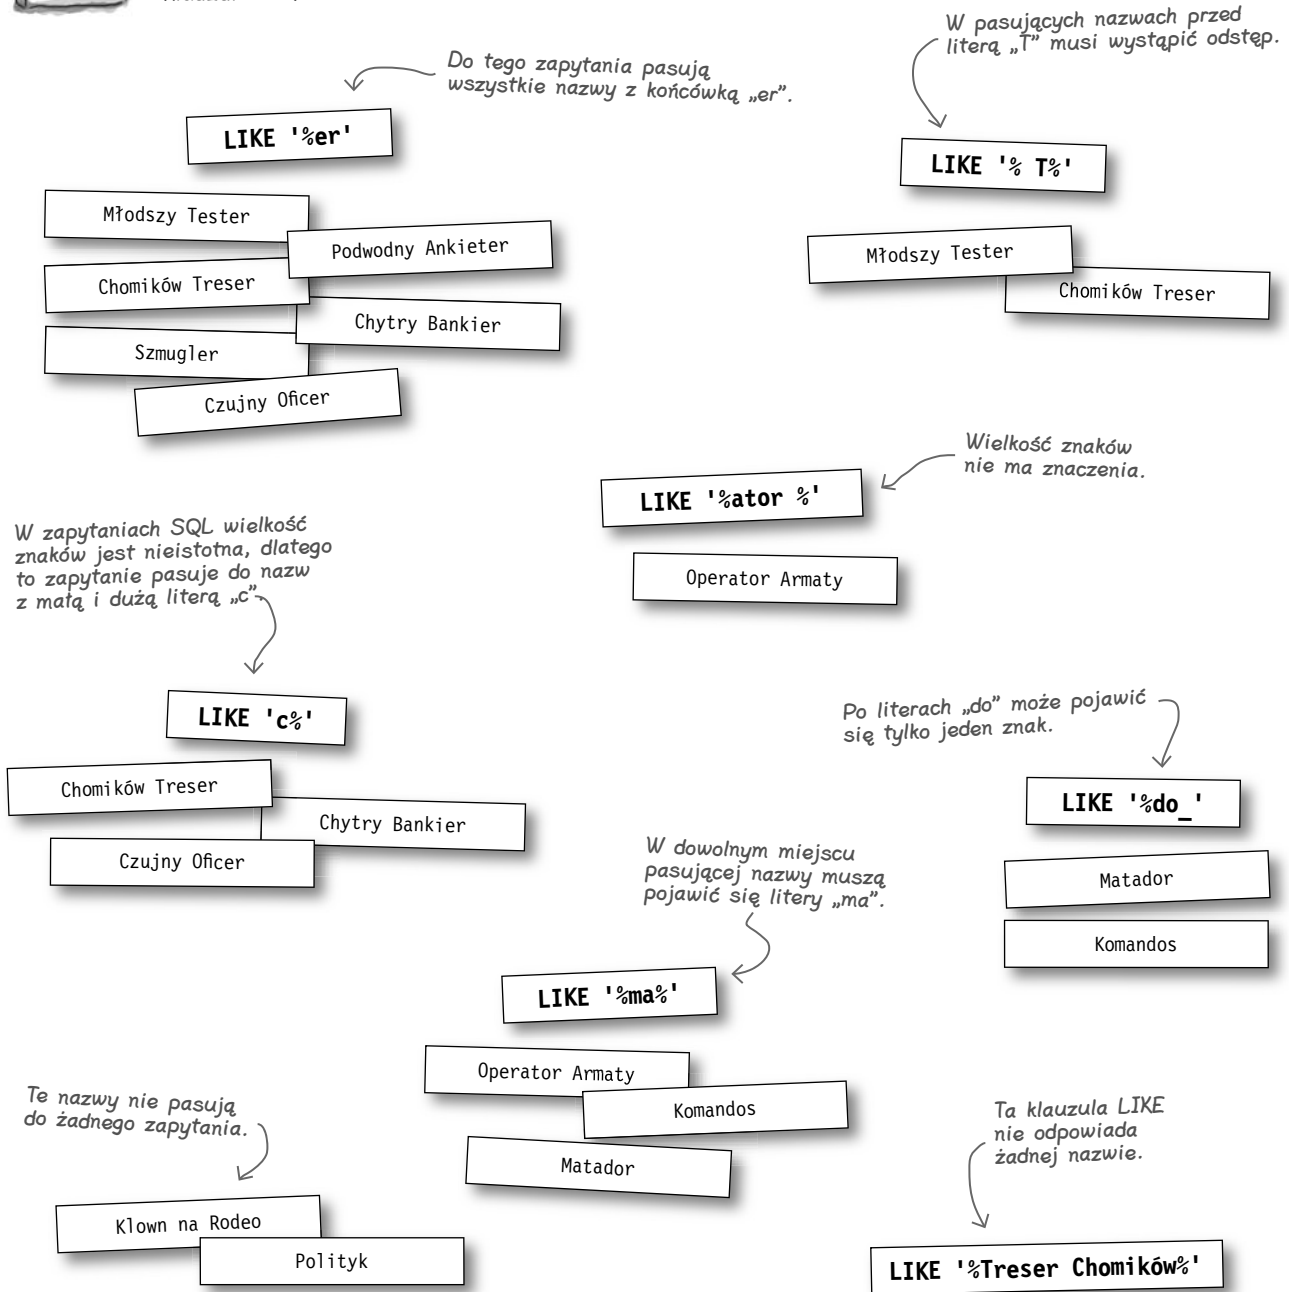 W pasujących nazwach przed
literą „T” musi wystąpić odstęp.
Do tego zapytania pasują
wszystkie nazwy z końcówką „er”.
LIKE '%er'
LIKE '% T%'
Młodszy Tester
Podwodny Ankieter
Chomików Treser
Chytry Bankier
Szmugler
Czujny Oficer
Młodszy Tester
Chomików Treser
Wielkość znaków
nie ma znaczenia.
LIKE '%ator %'
Operator Armaty
W zapytaniach SQL wielkość
znaków jest nieistotna, dlatego
to zapytanie pasuje do nazw
z małą i dużą literą „c”.
LIKE 'c%'
Chomików Treser
Chytry Bankier
Czujny Oficer
Po literach „do” może pojawić
się tylko jeden znak.
LIKE '%do_'
Matador
Komandos
W dowolnym miejscu
pasującej nazwy muszą
pojawić się litery „ma”.
LIKE '%ma%'
Operator Armaty
Komandos
Matador
Te nazwy nie pasują
do żadnego zapytania.
Klown na Rodeo
Polityk
Ta klauzula LIKE
nie odpowiada
żadnej nazwie.
LIKE '%Treser Chomików%'